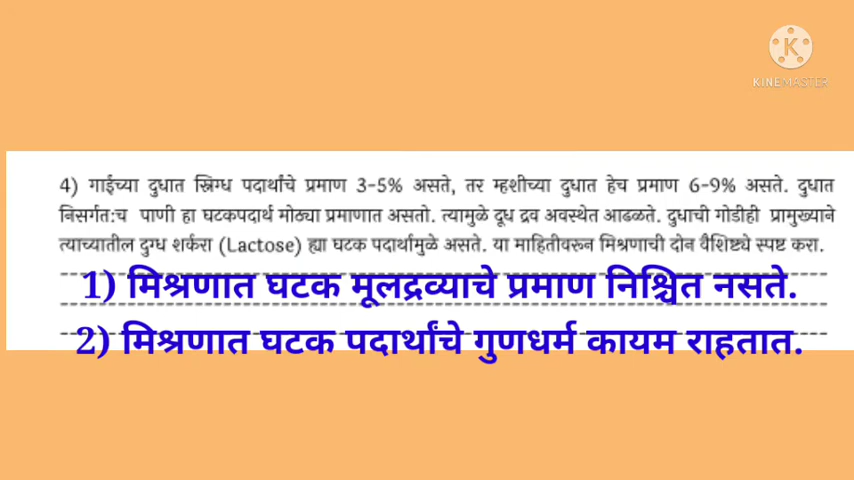 KINEMASTER
4) गाईच्या दुधात स्निग्ध पदार्थांचे प्रमाण 3-5% असते, तर म्हशीच्या दुधात हेच प्रमाण 6-9% असते. दुधात
निसर्गत:च पाणी हा घटकपदार्थ मोठ्या प्रमाणात असतो. त्यामुळे दूध द्रव अवस्थेत आढळते. दुधाची गोडीही प्रामुख्याने
त्याच्यातील दुग्ध शर्करा (Lactose) ह्या घटक पदार्थामुळे असते. या माहितीवरून मिश्रणाची दोन वैशिष्ट्ये स्पष्ट करा.
1) मिश्रणात घटक मूलद्रव्याचे प्रमाण निश्चित नसते.
2) मिश्रणात घटक पदार्थांचे गुणधर्म कायम राहतात.